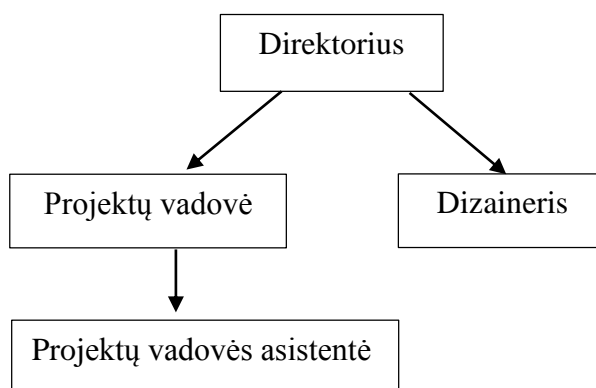 Direktorius
Projektų vadovė
Dizaineris
Projektų vadovės asistentė